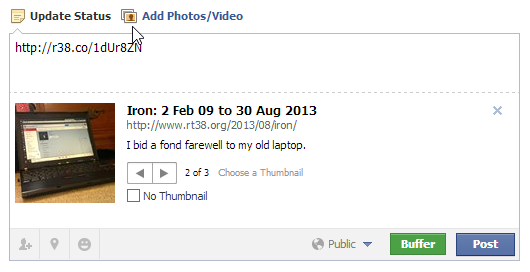 Update Status Add Photos/Video
http://r38.co/1dUr8ZN
Iron: 2 Feb 09 to 30 Aug 2013
http://www.rt38.org/2013/08/iron/
I bid a fond farewell to my old laptop.
2 of 3 Choose a Thumbnail
No Thumbnail
Public Buffer Post